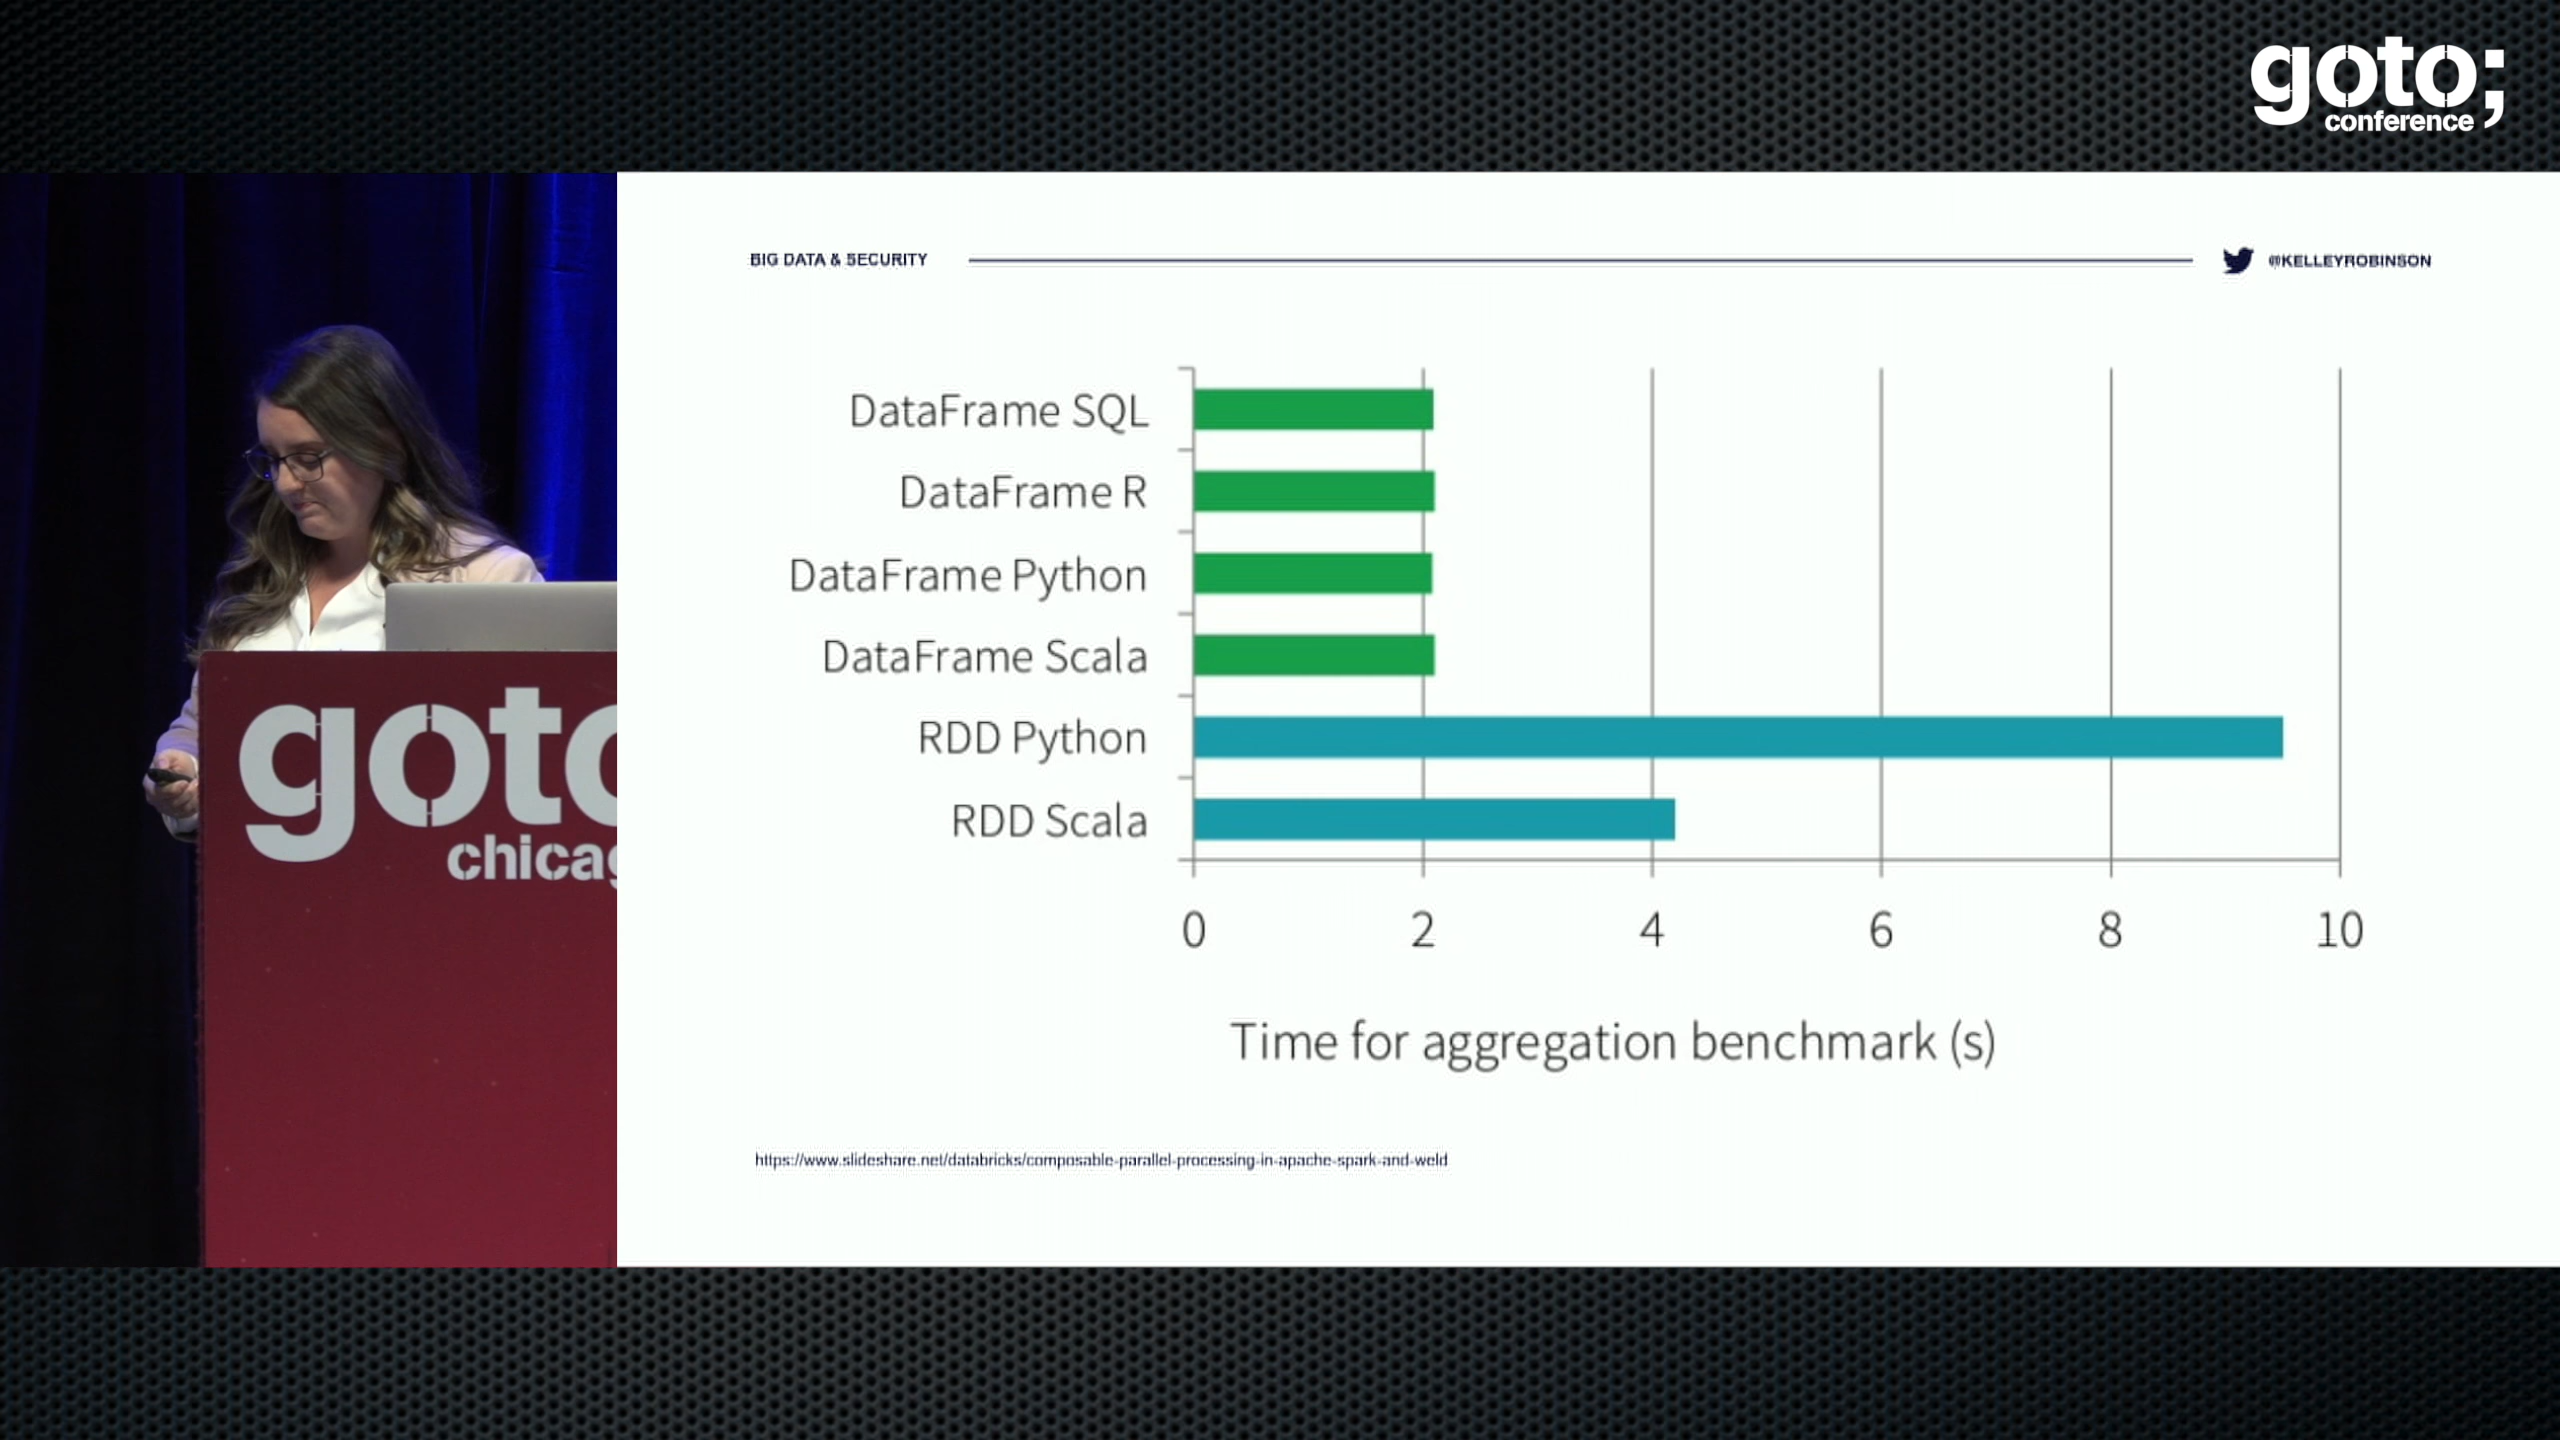 goto;
conference
BIG DATA & SECURITY
@KELLEYROBINSON
DataFrame SQL
DataFrame R
DataFrame Python
DataFrame Scala
RDD Python
RDD Scala
0 2 4 6 8 10
Time for aggregation benchmark (s)
https://www.slideshare.net/databricks/composable-parallel-processing-in-apache-spark-and-weld
goto
chicag